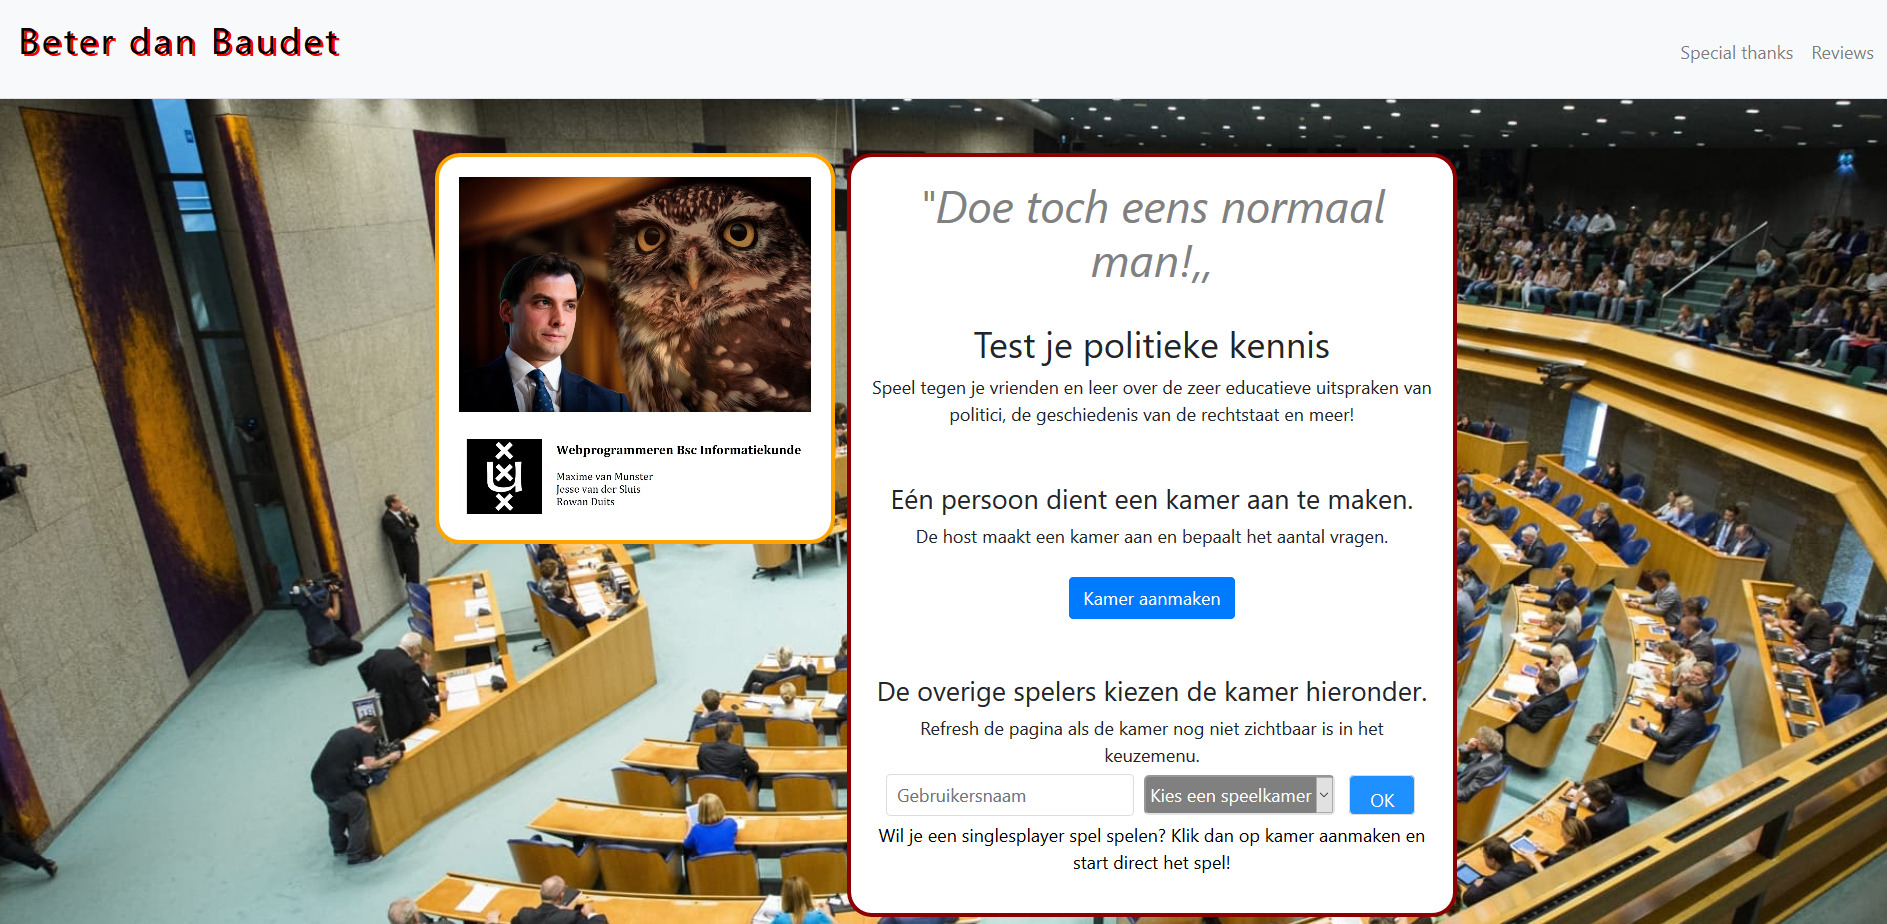 Beter dan Baudet
Special thanks
Reviews
Webprogrammeren Bsc Informatiekunde
Maxime van Munster
Jesse van der Sluis
Rowan Duits
"Doe toch eens normaal
man!,,
Test je politieke kennis
Speel tegen je vrienden en leer over de zeer educatieve uitspraken van
politici, de geschiedenis van de rechtstaat en meer!
Eén persoon dient een kamer aan te maken.
De host maakt een kamer aan en bepaalt het aantal vragen.
Kamer aanmaken
De overige spelers kiezen de kamer hieronder.
Refresh de pagina als de kamer nog niet zichtbaar is in het
keuzemenu.
Gebruikersnaam
Kies een speelkamer
OK
Wil je een singlesplayer spel spelen? Klik dan op kamer aanmaken en
start direct het spel!